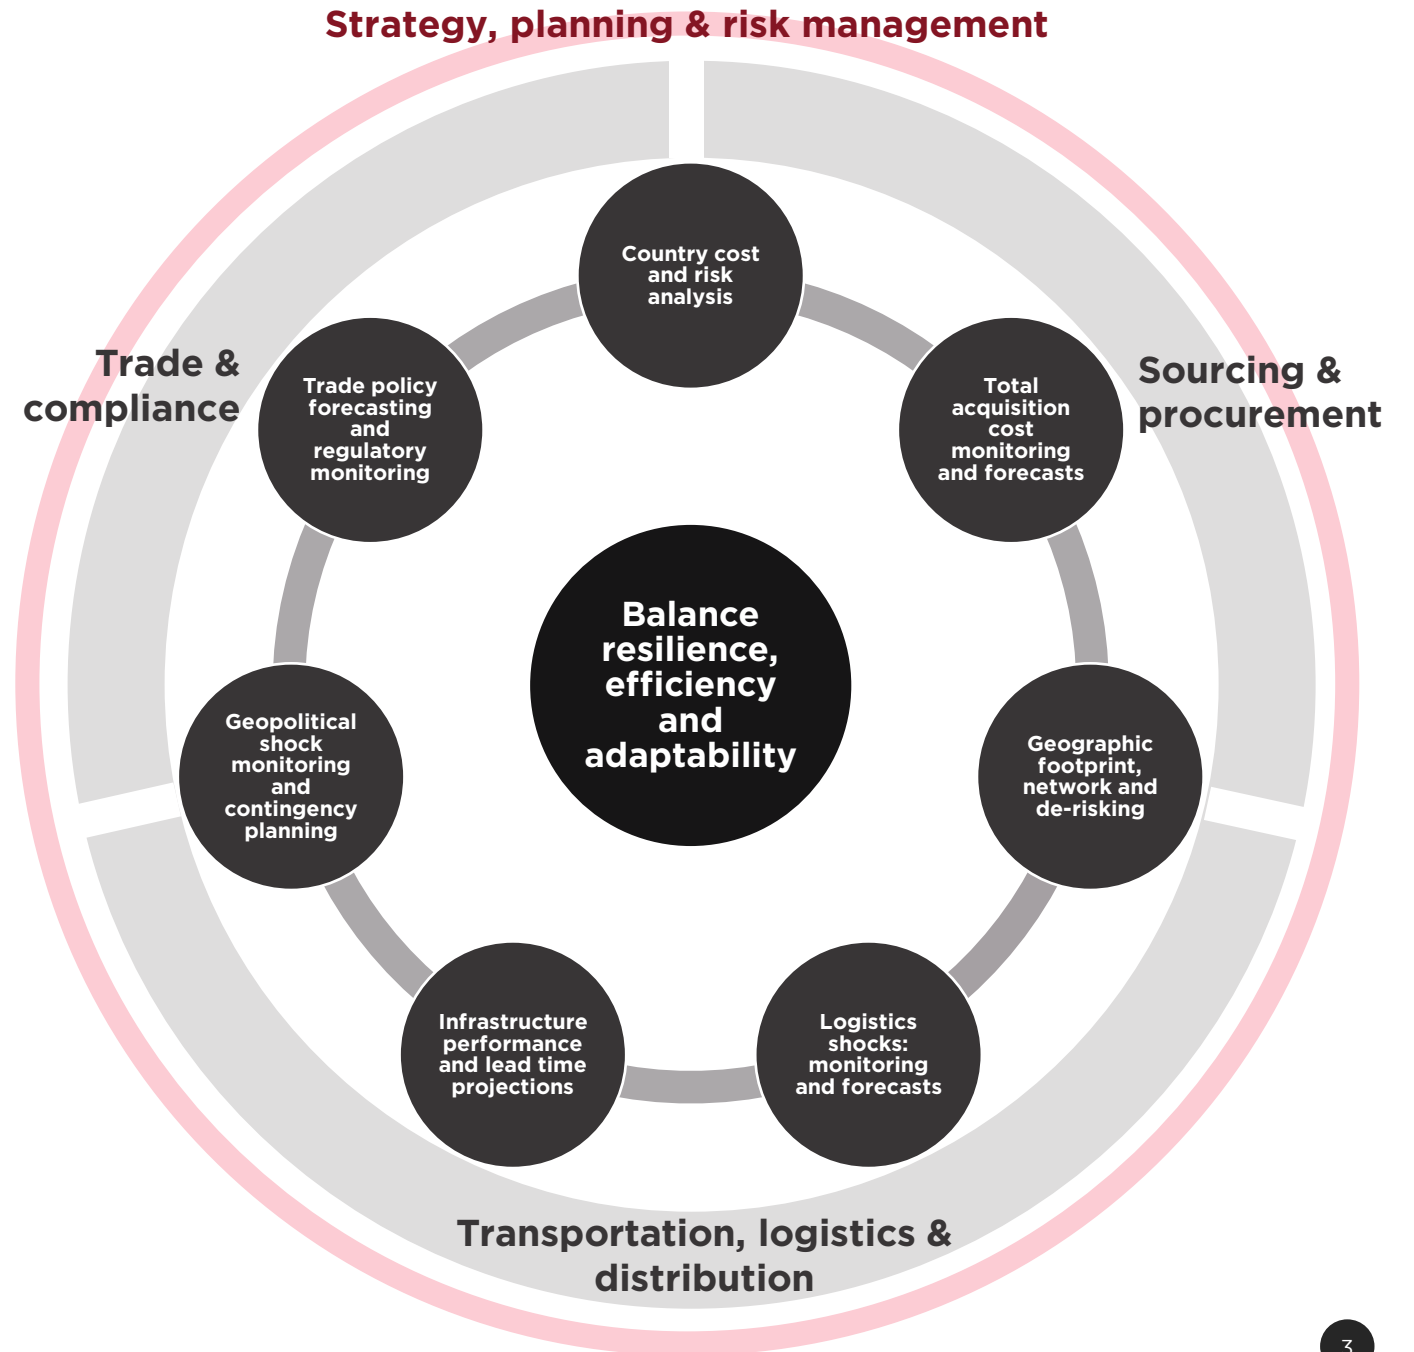 Strategy, planning & risk management
Country cost
and risk
analysis
Trade &
compliance
Trade policy
forecasting
and
regulatory
monitoring
Total
acquisition
cost
monitoring
and forecasts
Sourcing &
procurement
Balance
resilience,
efficiency
and
adaptability
Geopolitical
shock
monitoring
and
contingency
planning
Geographic
footprint,
network and
de-risking
Infrastructure
performance
and lead time
projections
Logistics
shocks:
monitoring
and forecasts
Transportation, logistics &
distribution
3